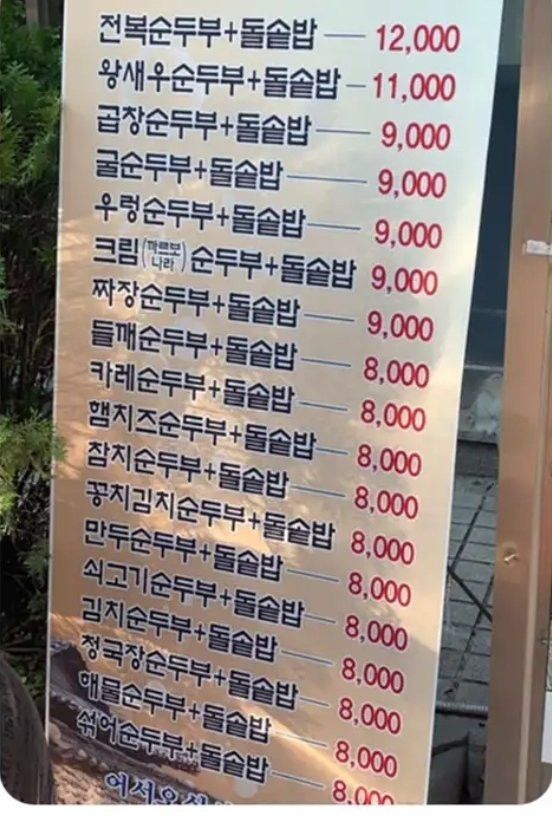 전복순두부+돌솥밥 — 12,000
왕새우순두부+돌솥밥 — 11,000
곱창순두부+돌솥밥 — 9,000
굴순두부+돌솥밥 — 9,000
우렁순두부+돌솥밥 — 9,000
크림(까르보나라)순두부+돌솥밥 9,000
짜장순두부+돌솥밥 — 9,000
들깨순두부+돌솥밥 — 8,000
카레순두부+돌솥밥 — 8,000
햄치즈순두부+돌솥밥 — 8,000
참치순두부+돌솥밥 — 8,000
꽁치김치순두부+돌솥밥 8,000
만두순두부+돌솥밥 — 8,000
쇠고기순두부+돌솥밥 — 8,000
김치순두부+돌솥밥 — 8,000
청국장순두부+돌솥밥 — 8,000
해물순두부+돌솥밥 — 8,000
섞어순두부+돌솥밥 — 8,000